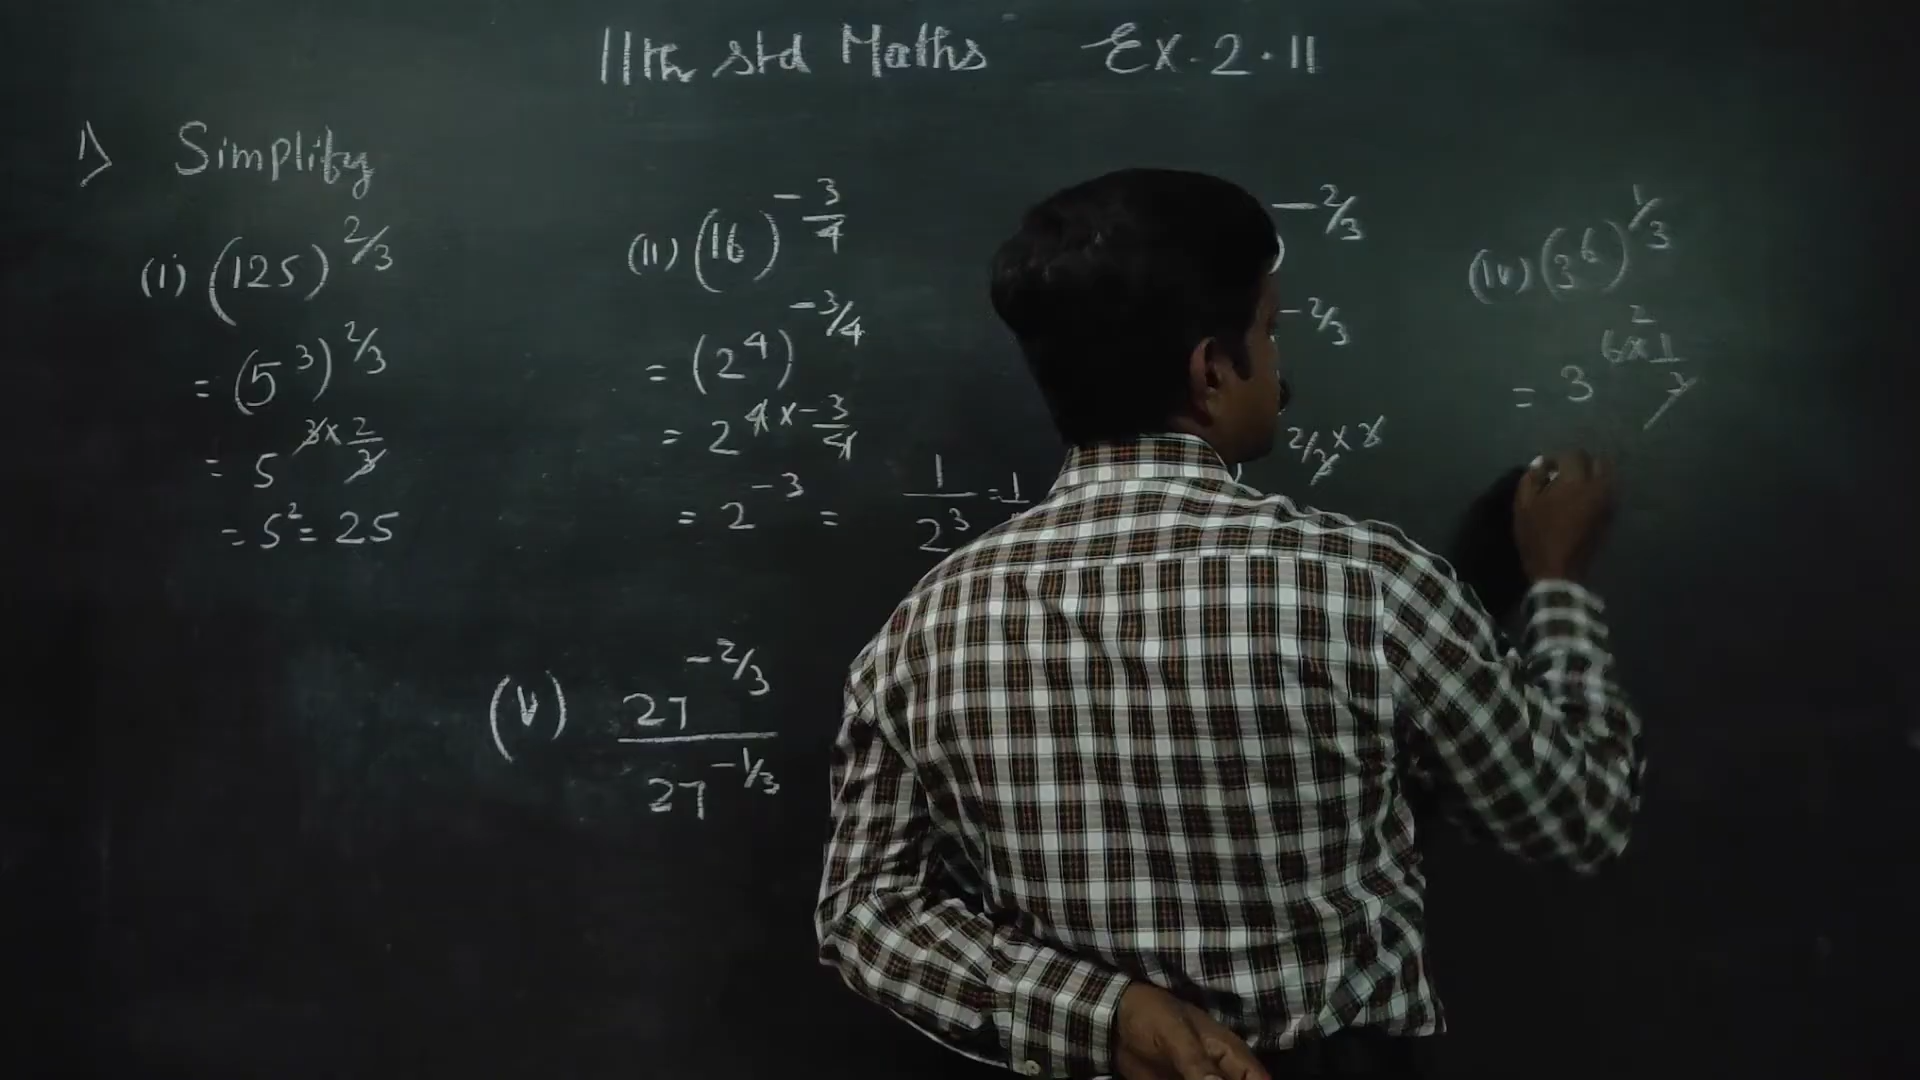 11th std Maths Ex. 2.11
1) Simplify
(i) (125)^2/3
= (5^3)^2/3
= 5^3×2/3
= 5^2 = 25
(ii) (16)^-3/4
= (2^4)^-3/4
= 2^4×-3/4
= 2^-3 = 1/2^3 = 1
)^-2/3
-2/3
2/3×3
(iv) (3^6)^1/3
= 3^6×1/3 2
(v) 27^-2/3 / 27^-1/3